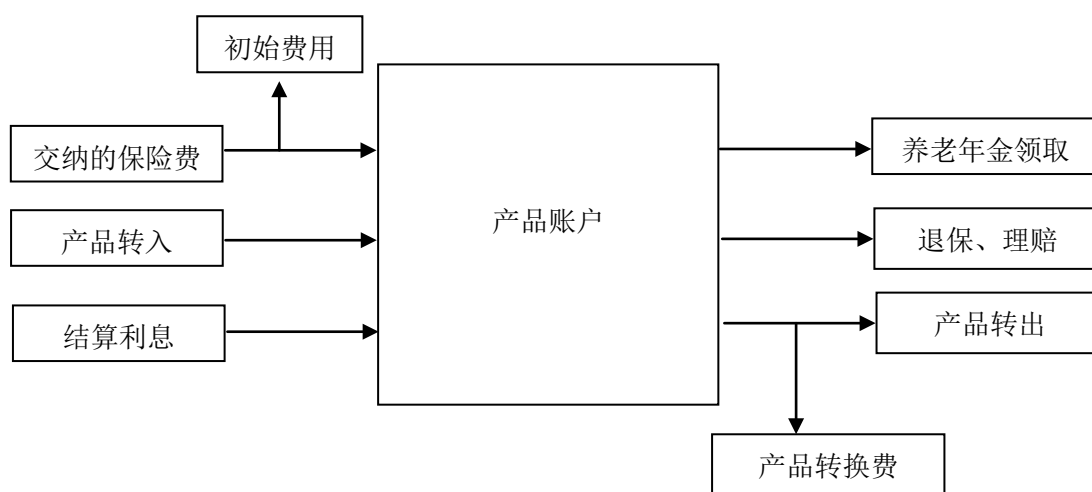 初始费用
交纳的保险费
养老年金领取
产品账户
产品转入
退保、理赔
结算利息
产品转出
产品转换费